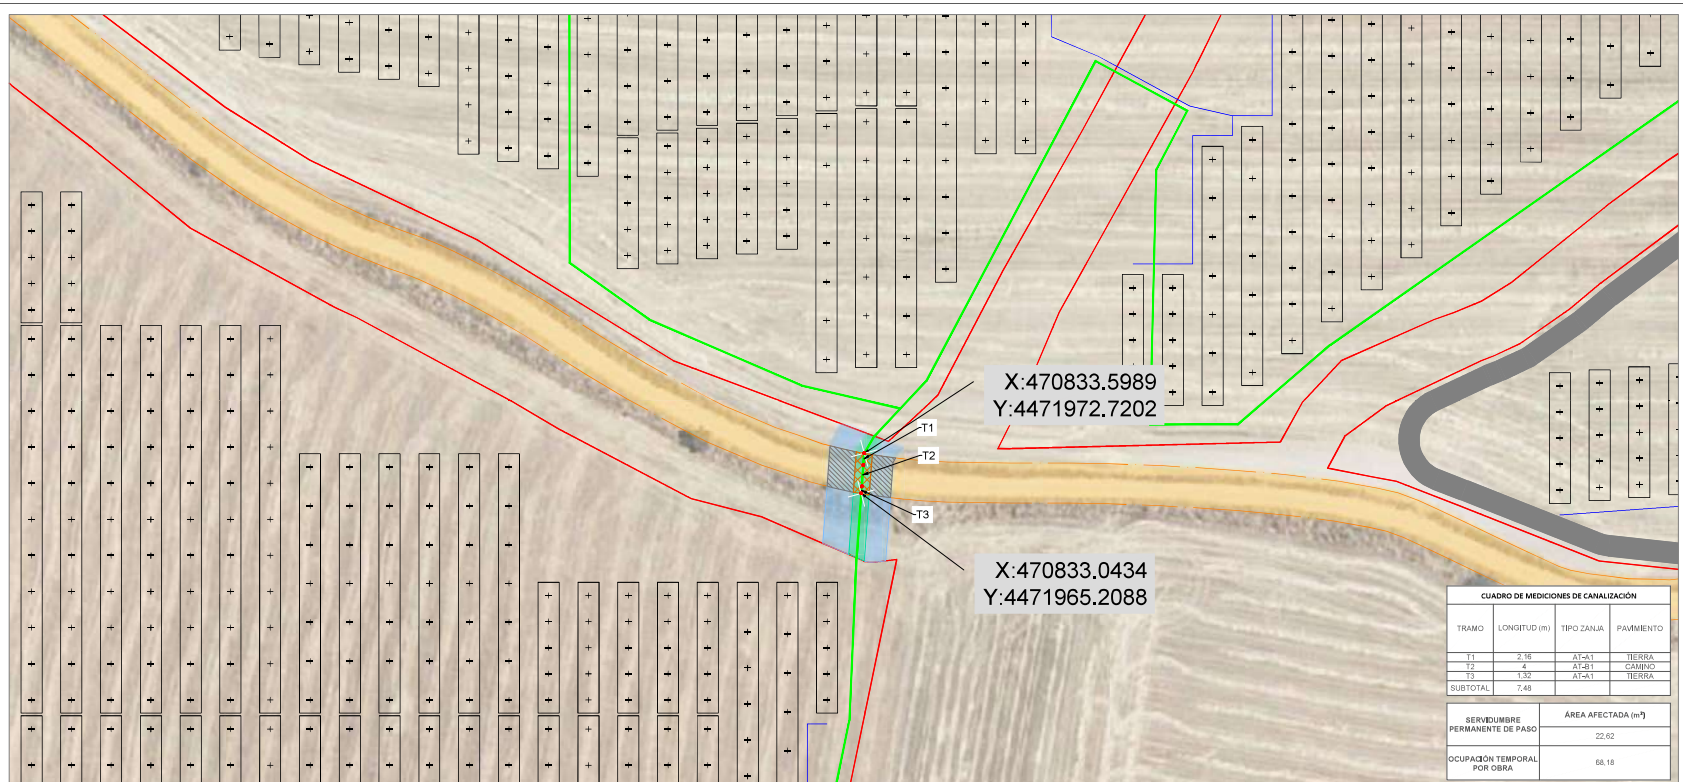 X:470833.5989
Y:4471972.7202
T1
T2
T3
X:470833.0434
Y:4471965.2088
CUADRO DE MEDICIONES DE CANALIZACIÓN
TRAMO LONGITUD (m) TIPO ZANJA PAVIMIENTO
T1 2,16 AT-A1 TIERRA
T2 4 AT-B1 CAMINO
T3 1,32 AT-A1 TIERRA
SUBTOTAL 7,48
SERVIDUMBRE PERMANENTE DE PASO
ÁREA AFECTADA (m²)
22,62
OCUPACIÓN TEMPORAL POR OBRA
68,18